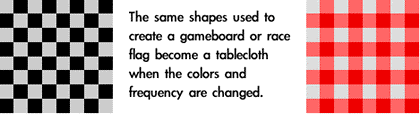 The same shapes used to
create a gameboard or race
flag become a tablecloth
when the colors and
frequency are changed.